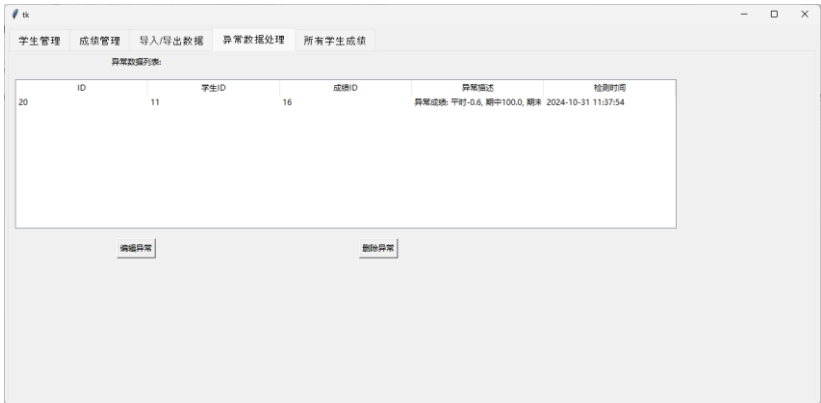 tk
学生管理 成绩管理 导入/导出数据 异常数据处理 所有学生成绩
异常数据列表:
ID 学生ID 成绩ID 异常描述 检测时间
20 11 16 异常成绩: 平时-0.6, 期中100.0, 期末 2024-10-31 11:37:54
编辑异常 删除异常